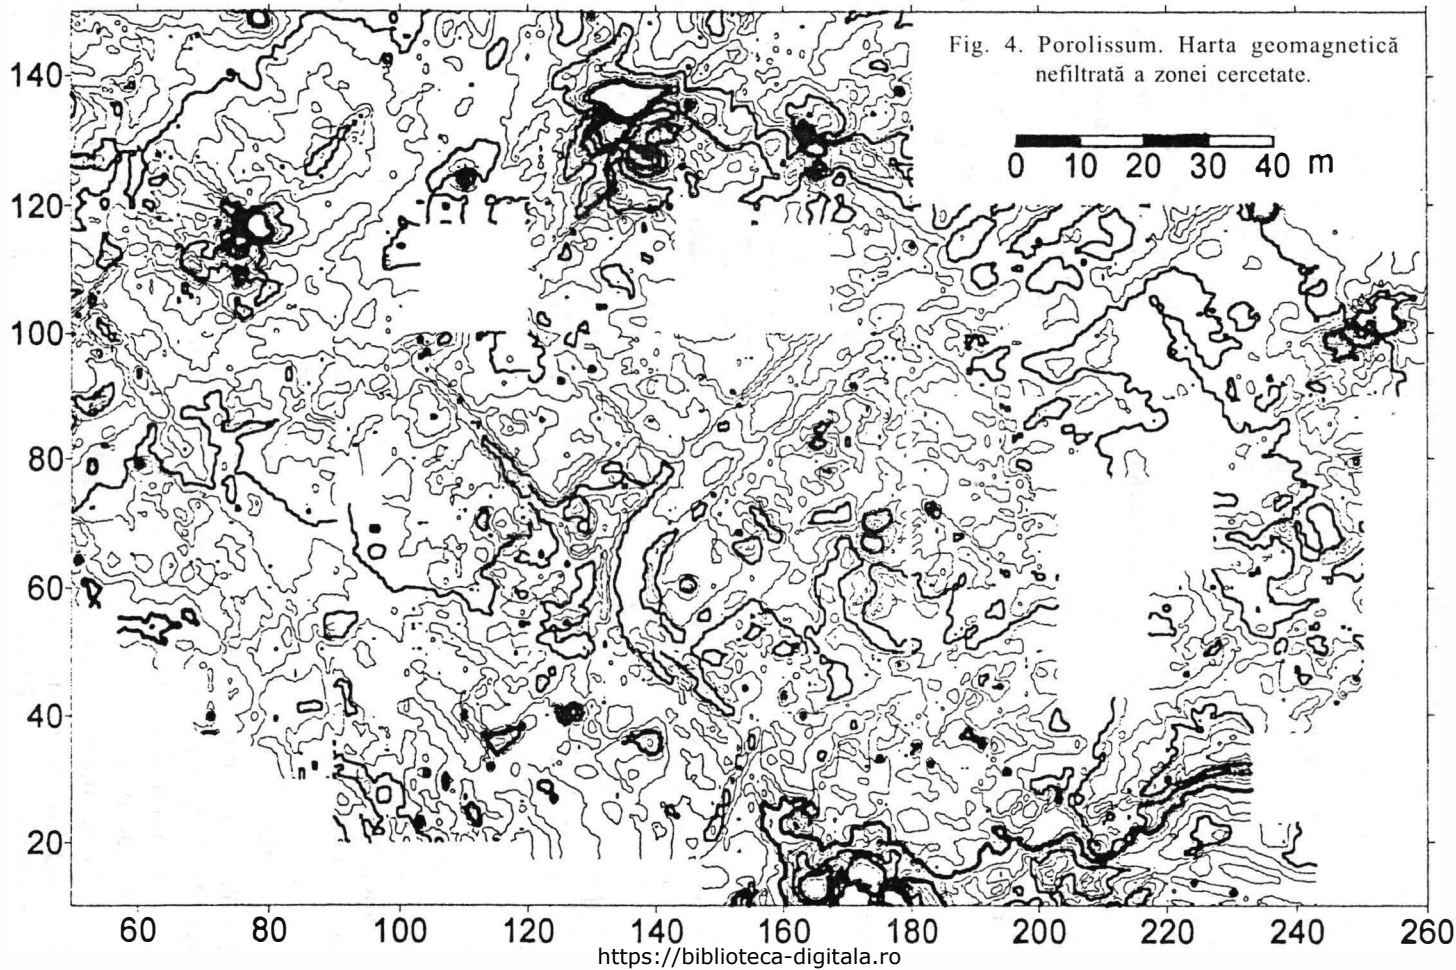 Fig. 4. Porolissum. Harta geomagnetică
nefiltrată a zonei cercetate.
0 10 20 30 40 m
140
120
100
80
60
40
20
60 80 100 120 140 160 180 200 220 240 260
https://biblioteca-digitala.ro